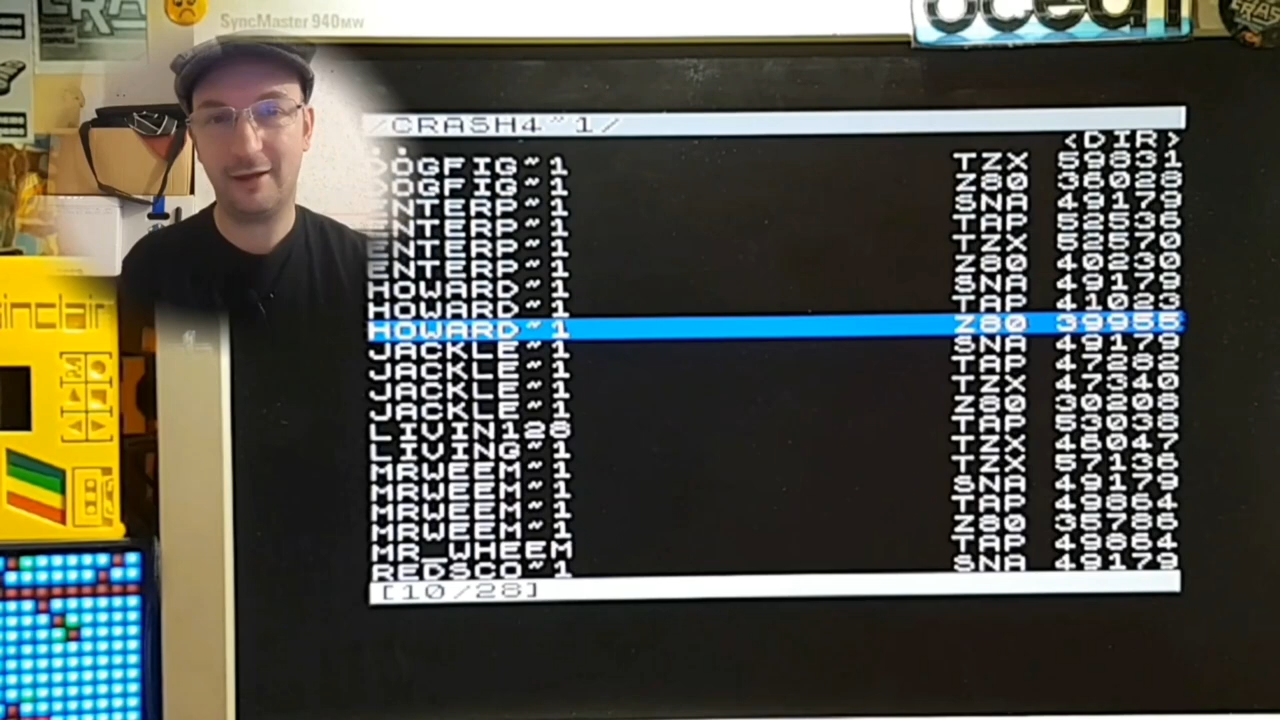 SyncMaster 940MW
ocean
/CRASH4~1/
.. <DIR>
DOGFIG~1 TZX 59831
DOGFIG~1 Z80 36028
ENTERP~1 SNA 49179
ENTERP~1 TAP 52536
ENTERP~1 TZX 52570
ENTERP~1 Z80 40230
HOWARD~1 SNA 49179
HOWARD~1 TAP 41023
HOWARD~1 Z80 39955
JACKLE~1 SNA 49179
JACKLE~1 TAP 47282
JACKLE~1 TZX 47340
JACKLE~1 Z80 30208
LIVIN128 TAP 53038
LIVING~1 TZX 46047
MRWEEM~1 TZX 57136
MRWEEM~1 SNA 49179
MRWEEM~1 TAP 49864
MRWEEM~1 Z80 35786
MR_WHEEM TAP 49864
REDSCO~1 SNA 49179
[10/28]
sinclair